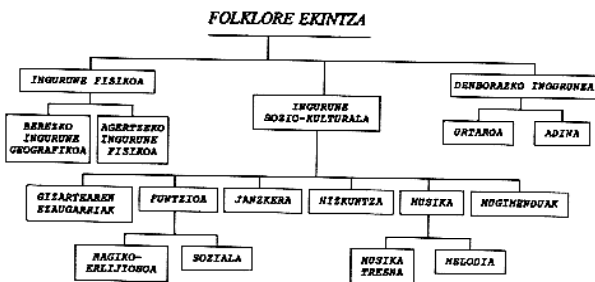 FOLKLORE EKINTZA
INGURUNE FISIKOA
DENBORAZKO INGURUNEA
INGURUNE
SOZIO-KULTURALA
BEREZKO
INGURUNE
GEOGRAFIKOA
AGERTZEKO
INGURUNE
FISIKOA
URTAROA
ADINA
GIZARTEAREN
EZAUGARRIAK
FUNTZIOA
JANZKERA
HIZKUNTZA
MUSIKA
MUGIMENDUAK
MAGIKO-
ERLIJIOSOA
SOZIALA
MUSIKA
TRESNA
MELODIA